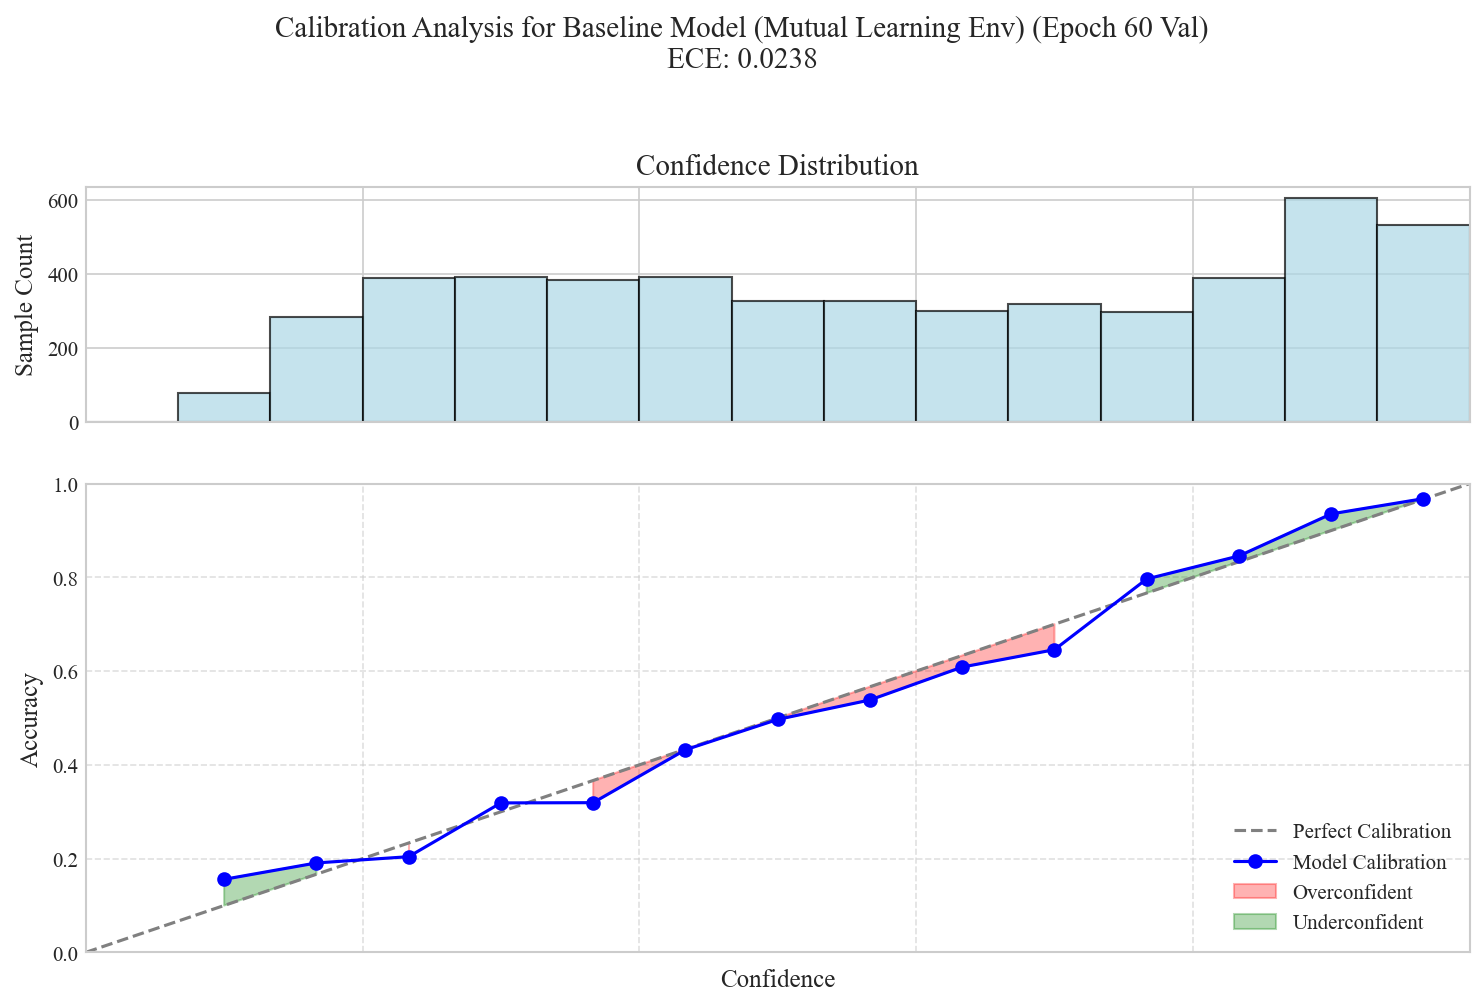 Calibration Analysis for Baseline Model (Mutual Learning Env) (Epoch 60 Val)
ECE: 0.0238
Confidence Distribution
600
400
200
0
Sample Count
1.0
0.8
0.6
0.4
0.2
0.0
Accuracy
Perfect Calibration
Model Calibration
Overconfident
Underconfident
Confidence